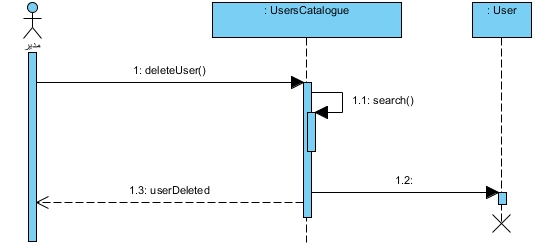 : UsersCatalogue
: User
مدير
1: deleteUser()
1.1: search()
1.2:
1.3: userDeleted